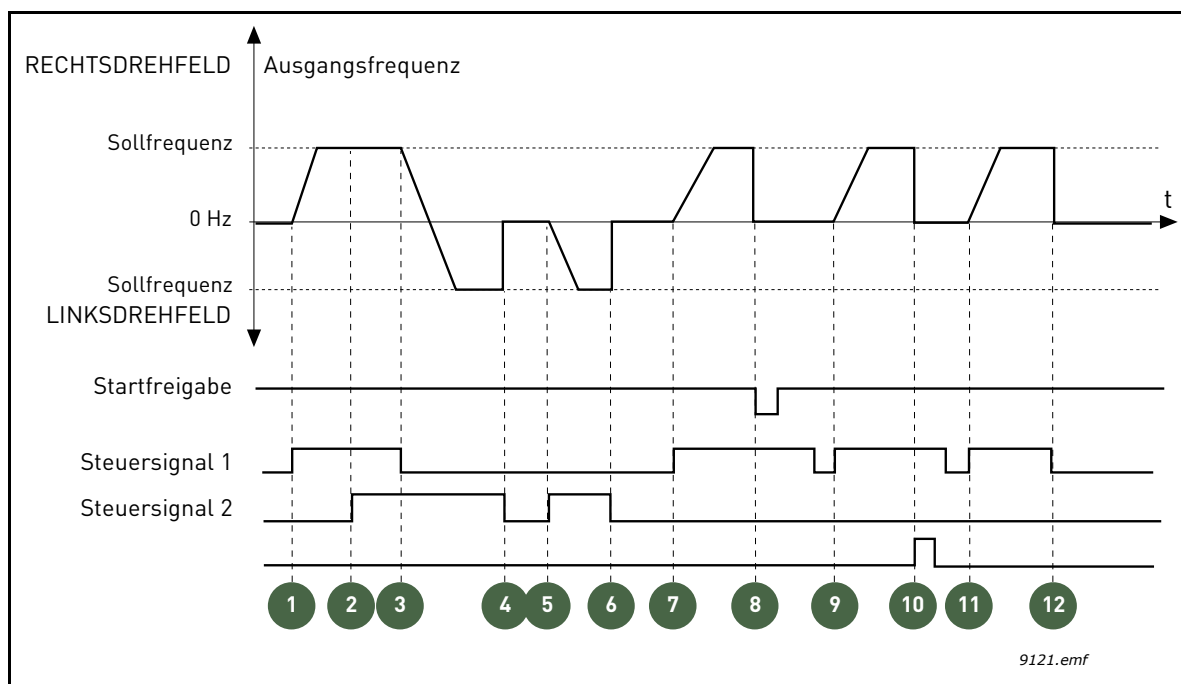 RECHTSDREHFELD
Ausgangsfrequenz
Sollfrequenz
t
0 Hz
Sollfrequenz
LINKSDREHFELD
Startfreigabe
Steuersignal 1
Steuersignal 2
1 2 3 4 5 6 7 8 9 10 11 12
9121.emf